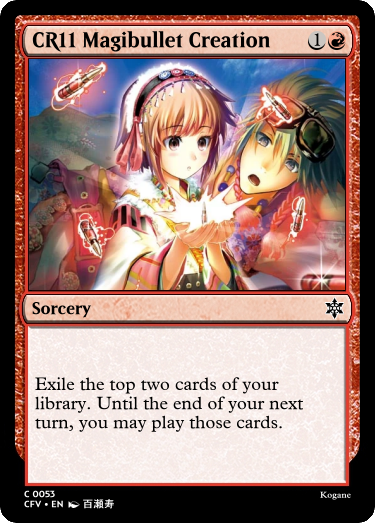 CR11 Magibullet Creation 1
Sorcery
Exile the top two cards of your
library. Until the end of your next
turn, you may play those cards.
C 0053
Kogane
CFV • EN 百瀬寿